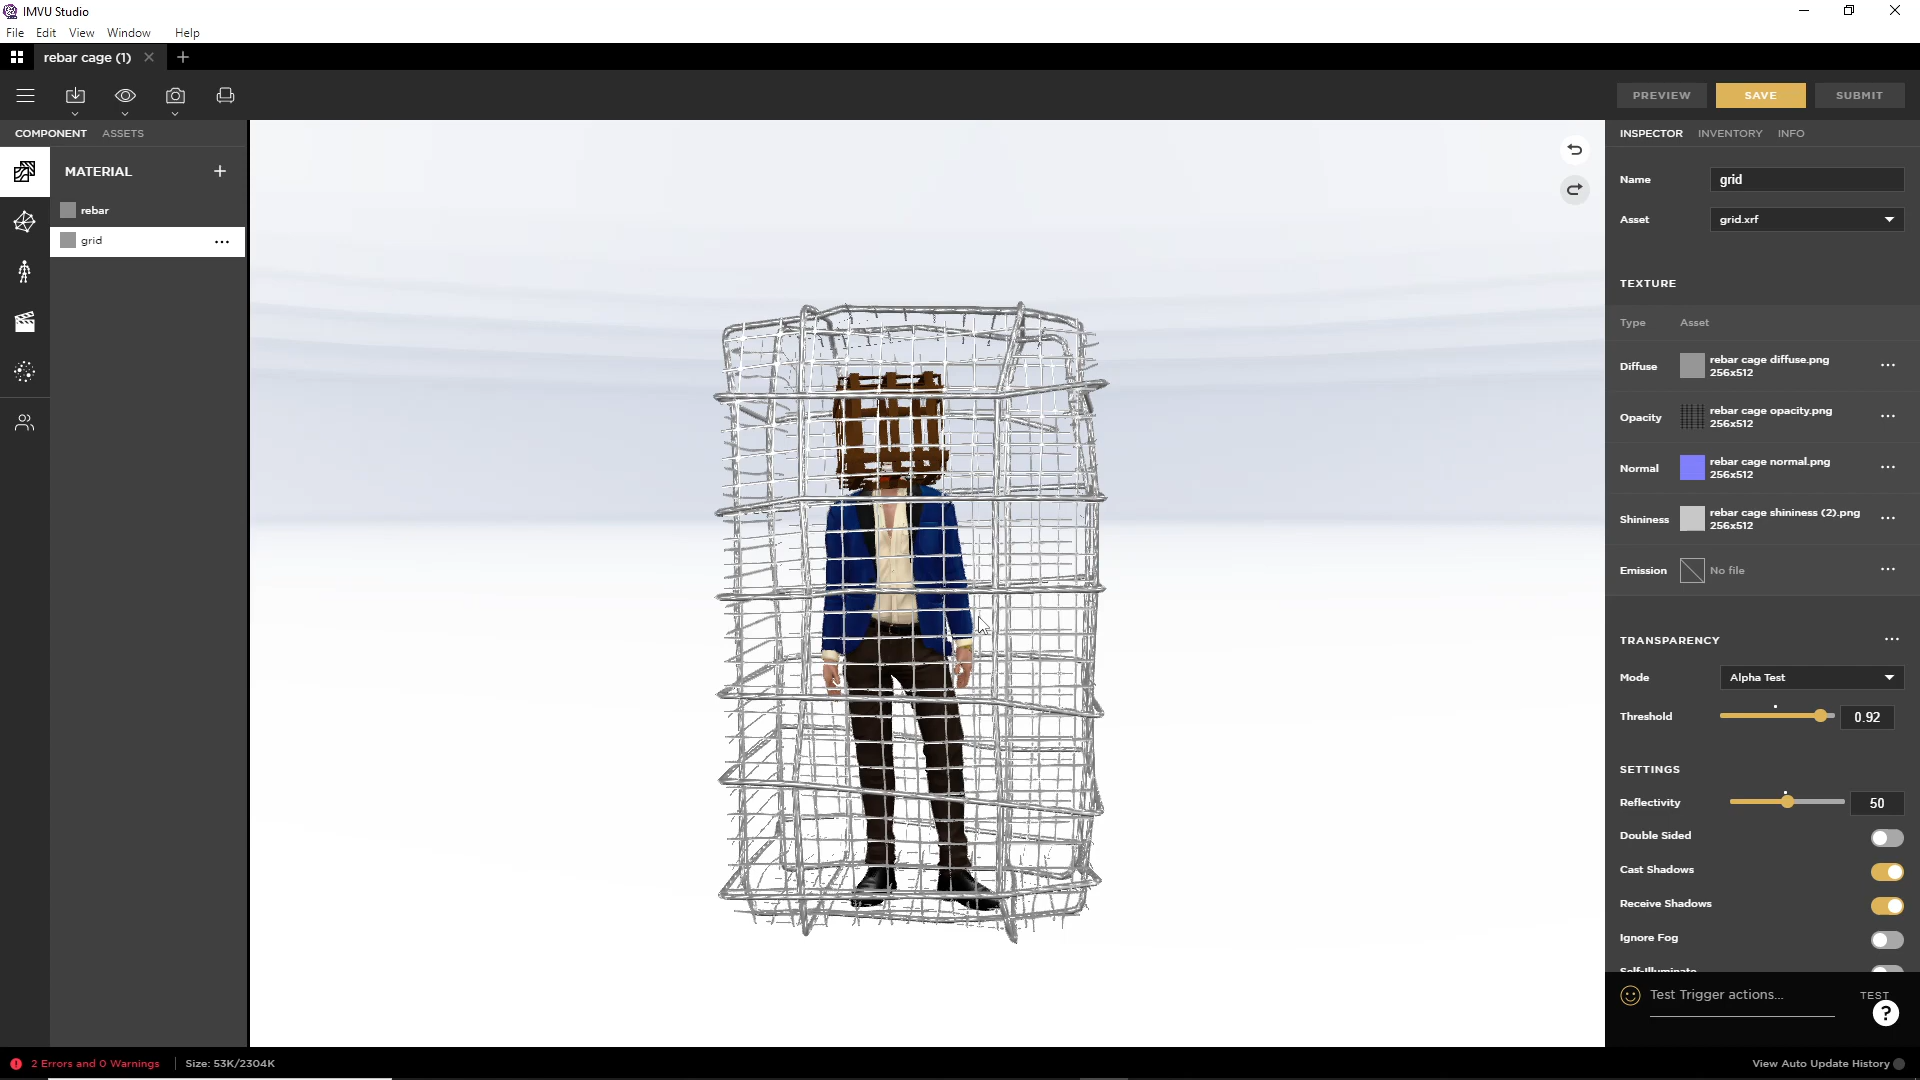 IMVU Studio
File Edit View Window Help
rebar cage (1)
PREVIEW SAVE SUBMIT
COMPONENT ASSETS
INSPECTOR INVENTORY INFO
MATERIAL
rebar
grid
Name grid
Asset grid.xrf
TEXTURE
Type Asset
Diffuse rebar cage diffuse.png
256x512
Opacity rebar cage opacity.png
256x512
Normal rebar cage normal.png
256x512
Shininess rebar cage shininess (2).png
256x512
Emission No file
TRANSPARENCY
Mode Alpha Test
Threshold 0.92
SETTINGS
Reflectivity 50
Double Sided
Cast Shadows
Receive Shadows
Ignore Fog
Self-Illuminate
Test Trigger actions... TEST
?
2 Errors and 0 Warnings Size: 53K/2304K View Auto Update History